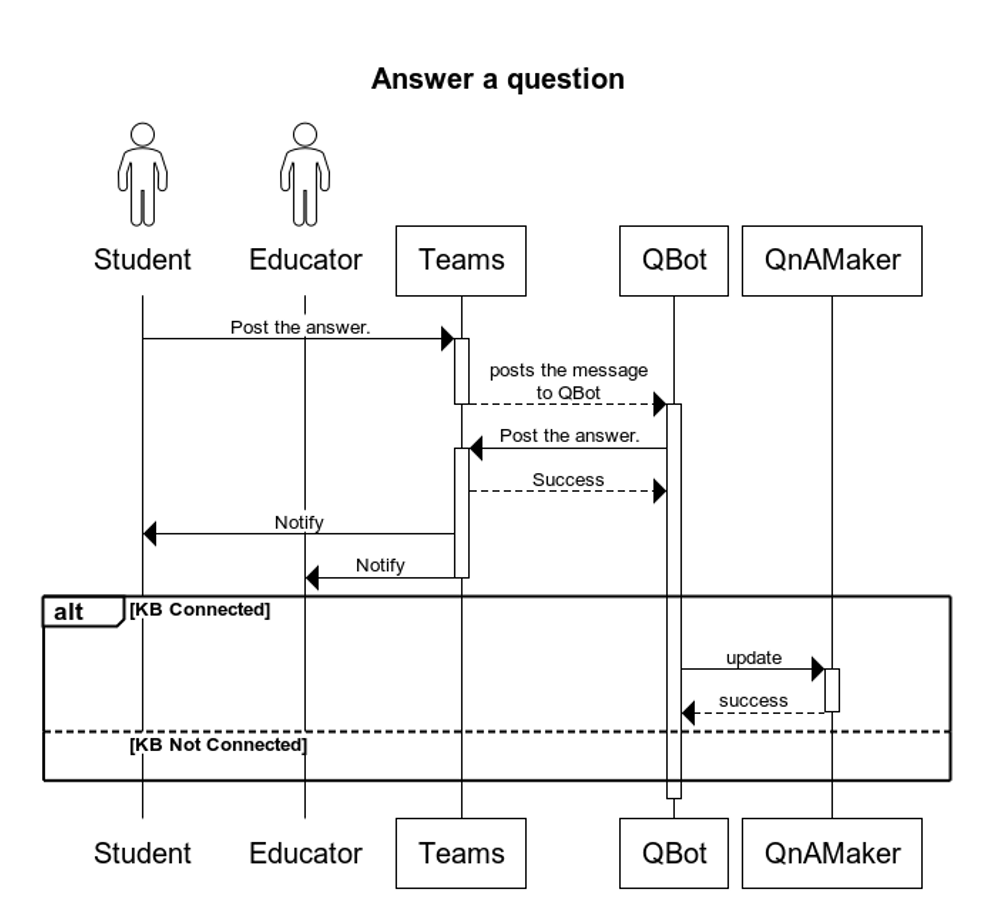 Answer a question
Student
Educator
Teams
QBot
QnAMaker
Post the answer.
posts the message
to QBot
Post the answer.
Success
Notify
Notify
alt
[KB Connected]
update
success
[KB Not Connected]
Student
Educator
Teams
QBot
QnAMaker